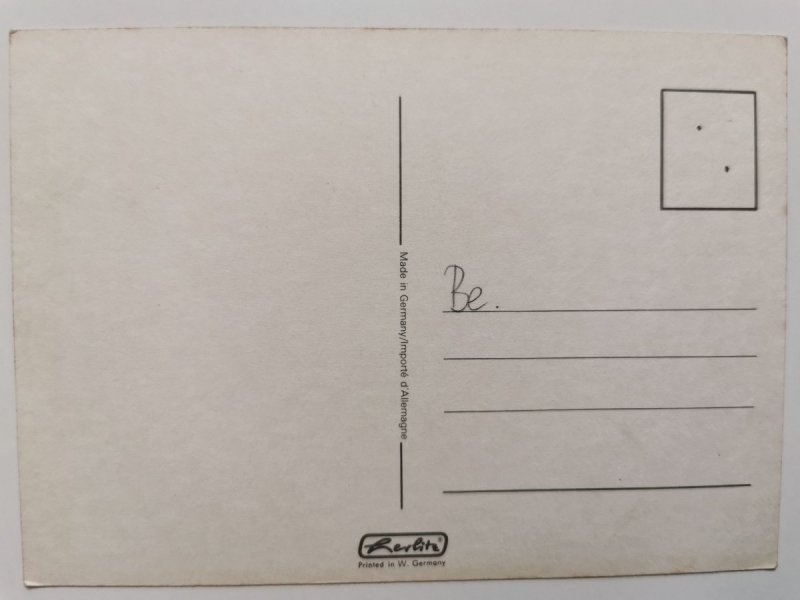 Be.
Made in Germany/Importé d'Allemagne
herlitz
Printed in W. Germany